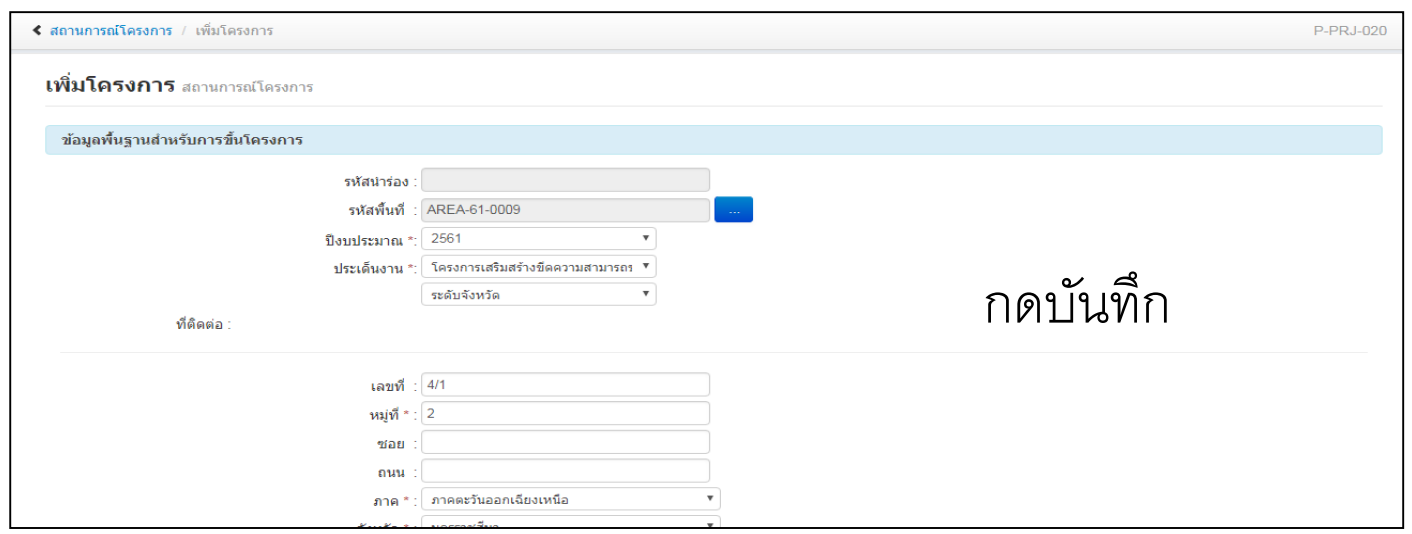 สถานการณ์โครงการ / เพิ่มโครงการ P-PRJ-020
เพิ่มโครงการ สถานการณ์โครงการ
ข้อมูลพื้นฐานสำหรับการขึ้นโครงการ
รหัสนำร่อง :
รหัสพื้นที่ : AREA-61-0009 ...
ปีงบประมาณ *: 2561
ประเด็นงาน *: โครงการเสริมสร้างขีดความสามารถ
ระดับจังหวัด
กดบันทึก
ที่ติดต่อ :
เลขที่ : 4/1
หมู่ที่ * : 2
ซอย :
ถนน :
ภาค * : ภาคตะวันออกเฉียงเหนือ